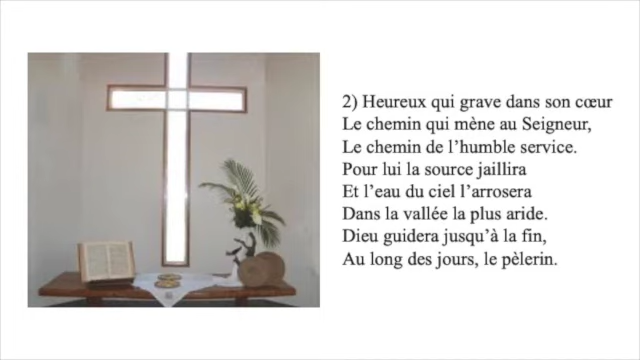 2) Heureux qui grave dans son cœur
Le chemin qui mène au Seigneur,
Le chemin de l’humble service.
Pour lui la source jaillira
Et l’eau du ciel l’arrosera
Dans la vallée la plus aride.
Dieu guidera jusqu’à la fin,
Au long des jours, le pèlerin.